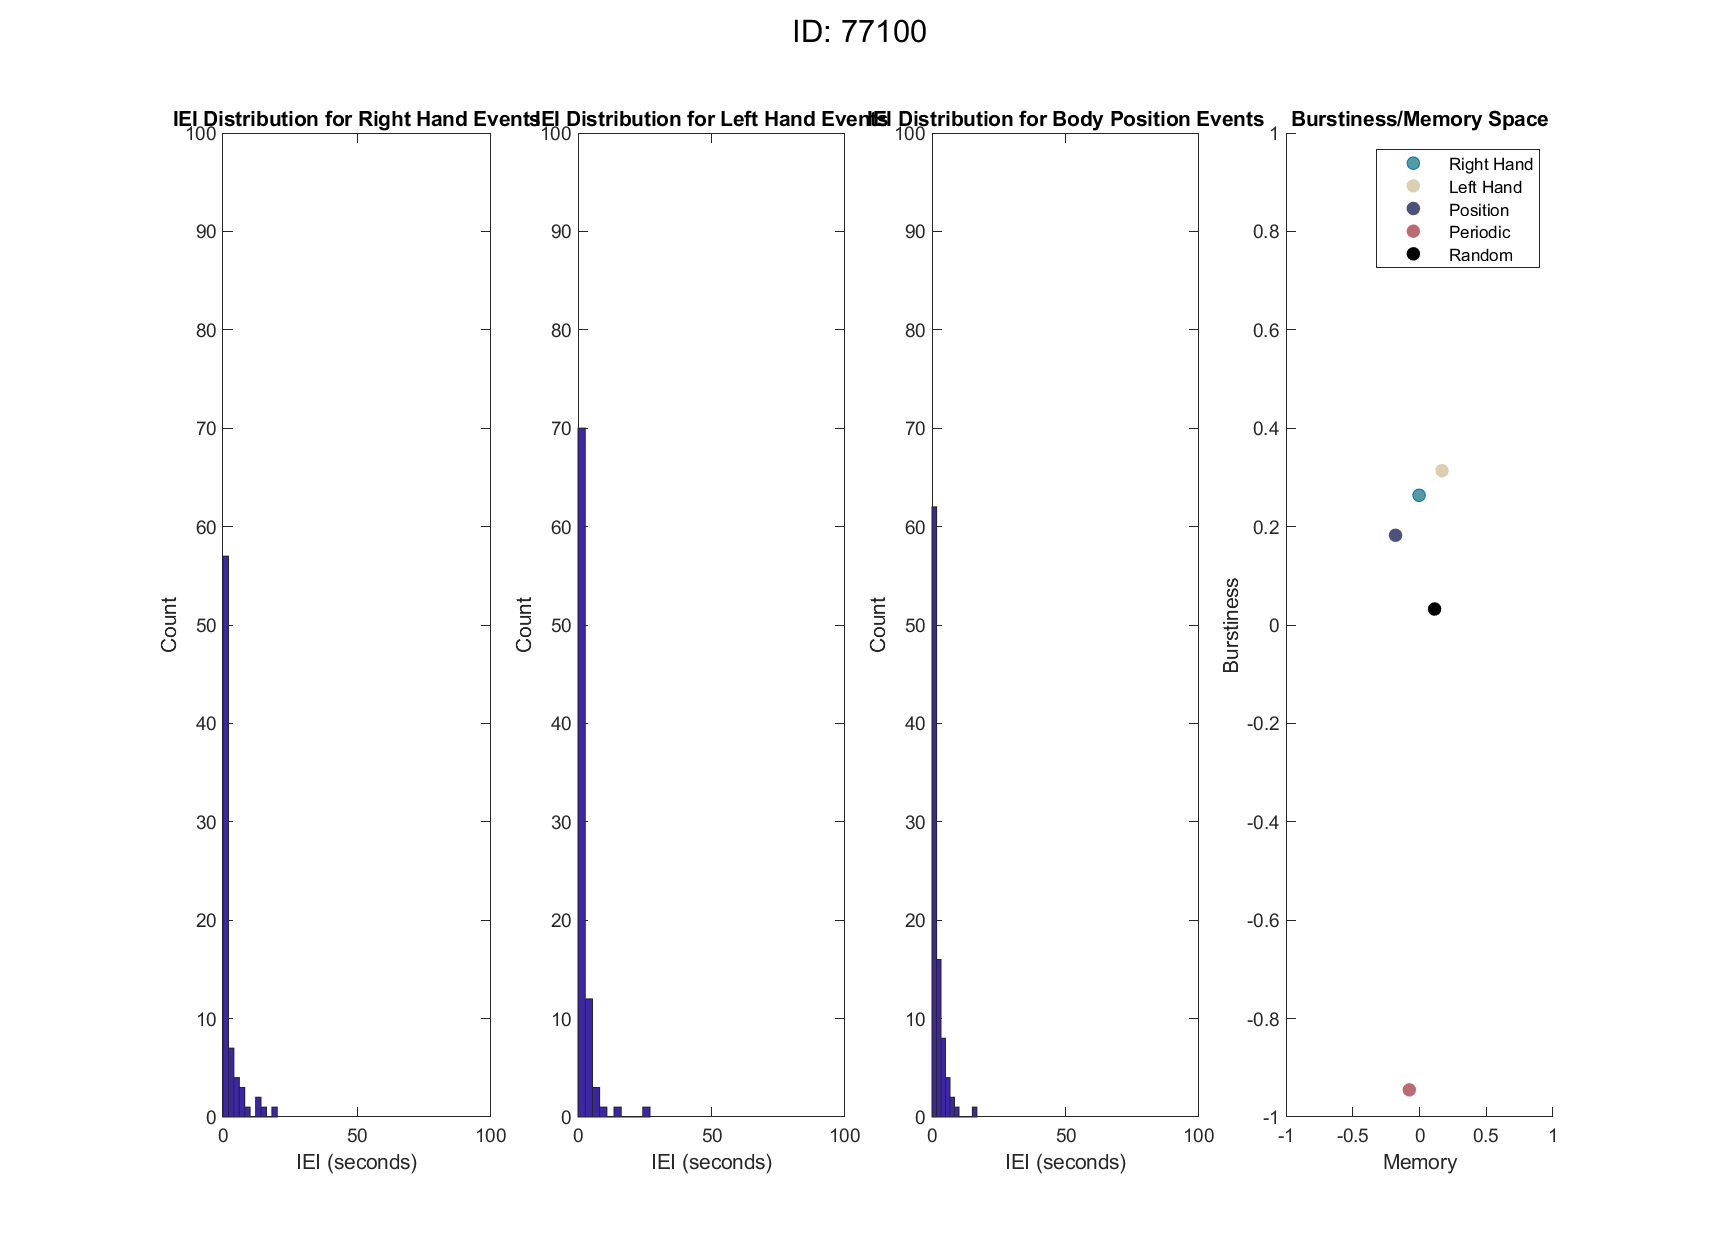 ID: 77100
IEI Distribution for Right Hand Events
100
90
80
70
60
50
40
30
20
10
0
Count
0 50 100
IEI (seconds)
IEI Distribution for Left Hand Events
100
90
80
70
60
50
40
30
20
10
0
Count
0 50 100
IEI (seconds)
IEI Distribution for Body Position Events
100
90
80
70
60
50
40
30
20
10
0
Count
0 50 100
IEI (seconds)
Burstiness/Memory Space
1
0.8
0.6
0.4
0.2
0
-0.2
-0.4
-0.6
-0.8
-1
Burstiness
Right Hand
Left Hand
Position
Periodic
Random
-1 -0.5 0 0.5 1
Memory